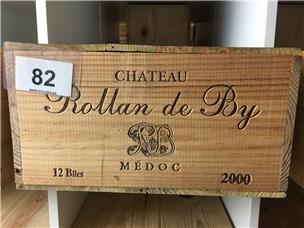 82
CHATEAU
Rollan de By
RB
MÉDOC
12 Btles 2000